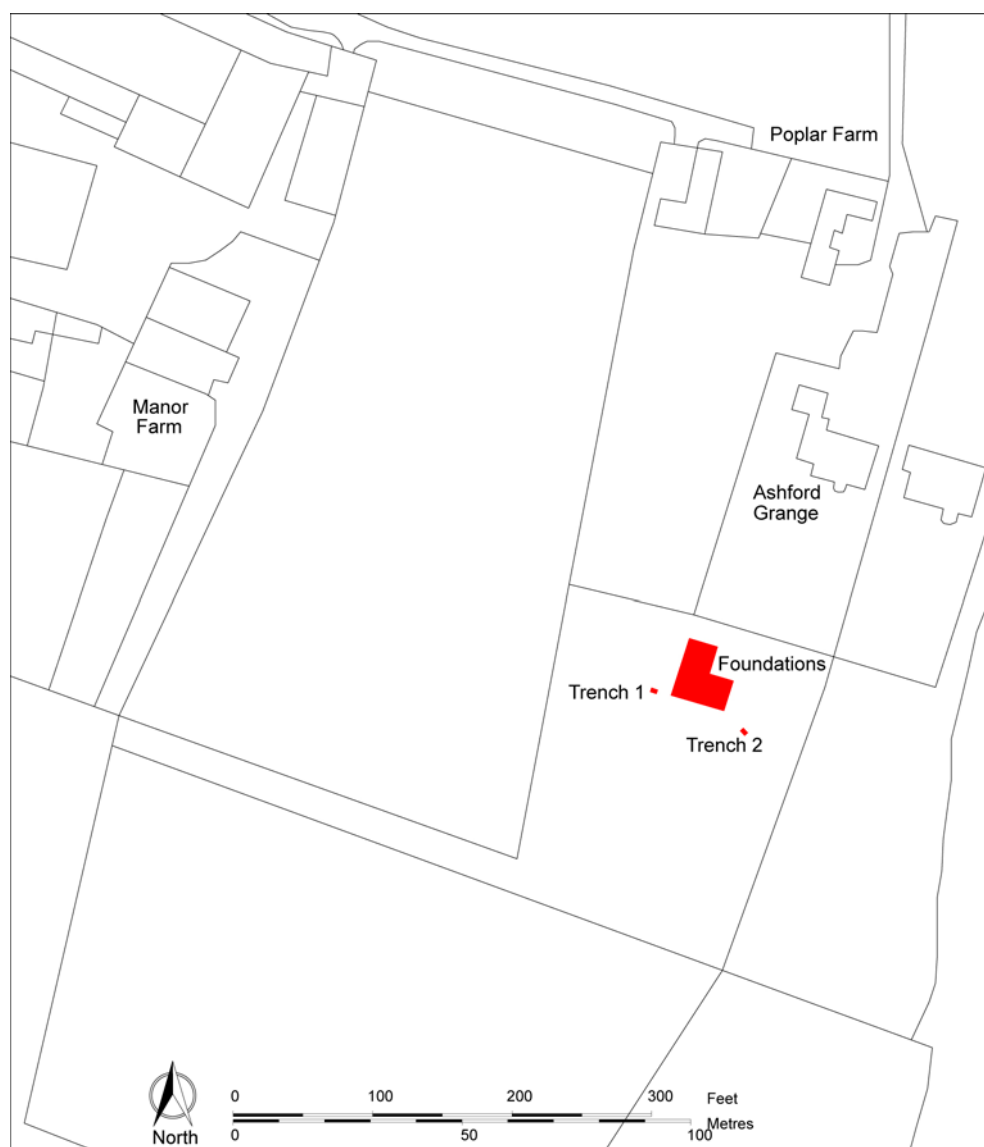 Poplar Farm
Manor
Farm
Ashford
Grange
Foundations
Trench 1
Trench 2
North
0 100 200 300 Feet
Metres
0 50 100